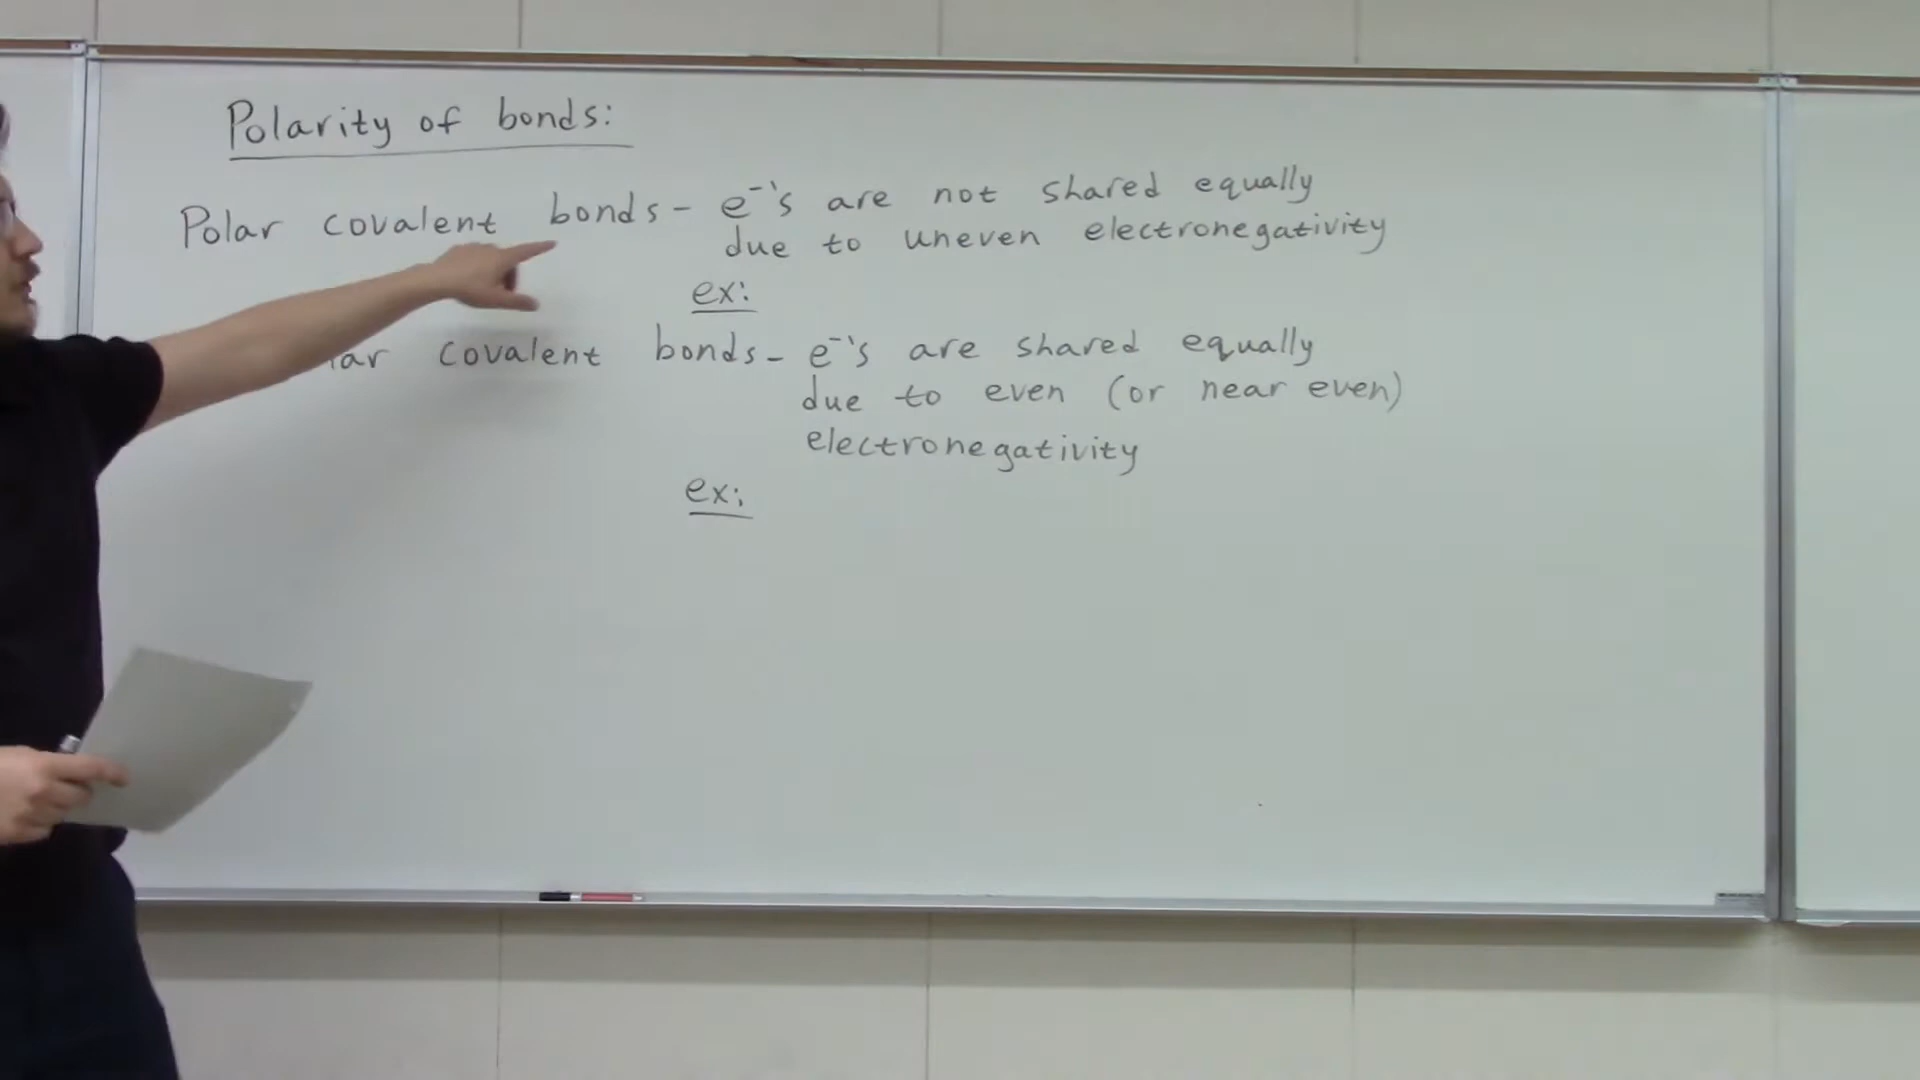 Polarity of bonds:
Polar covalent bonds - e⁻'s are not shared equally
due to uneven electronegativity
ex:
lar covalent bonds - e⁻'s are shared equally
due to even (or near even)
electronegativity
ex: